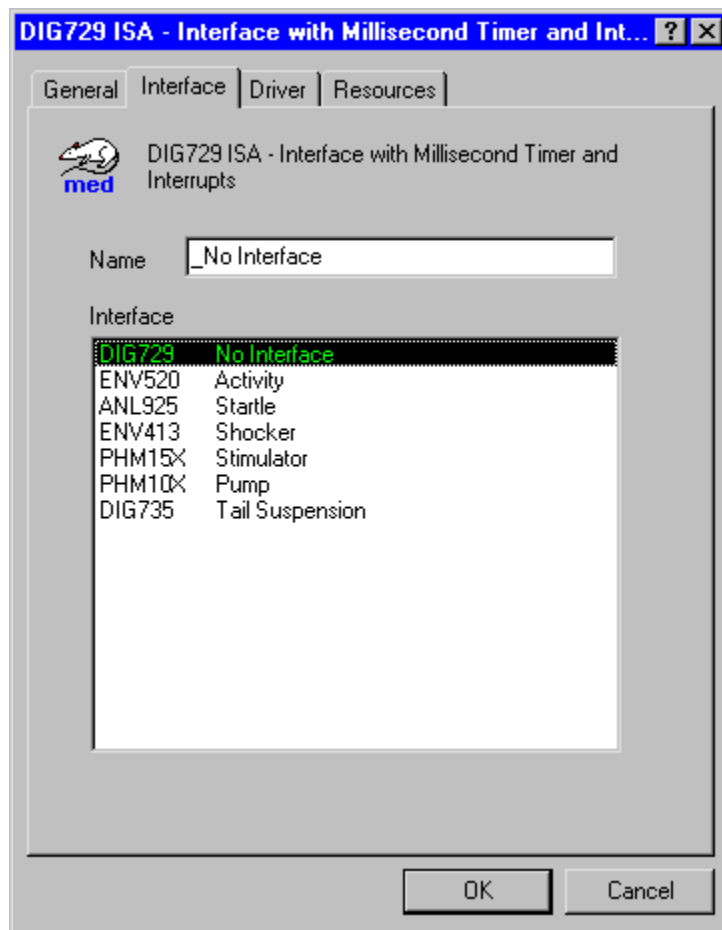 DIG729 ISA - Interface with Millisecond Timer and Int... ? X
General Interface Driver Resources
med
DIG729 ISA - Interface with Millisecond Timer and
Interrupts
Name _No Interface
Interface
DIG729 No Interface
ENV520 Activity
ANL925 Startle
ENV413 Shocker
PHM15X Stimulator
PHM10X Pump
DIG735 Tail Suspension
OK Cancel